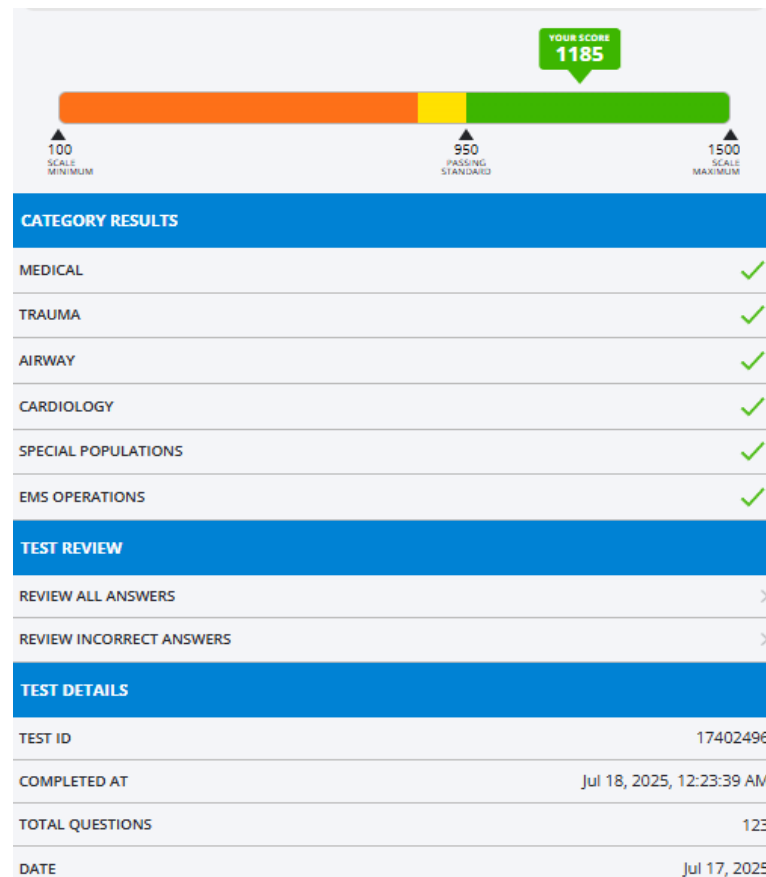 YOUR SCORE
1185
100
SCALE
MINIMUM
950
PASSING
STANDARD
1500
SCALE
MAXIMUM
CATEGORY RESULTS
MEDICAL
TRAUMA
AIRWAY
CARDIOLOGY
SPECIAL POPULATIONS
EMS OPERATIONS
TEST REVIEW
REVIEW ALL ANSWERS
REVIEW INCORRECT ANSWERS
TEST DETAILS
TEST ID 17402496
COMPLETED AT Jul 18, 2025, 12:23:39 AM
TOTAL QUESTIONS 123
DATE Jul 17, 2025